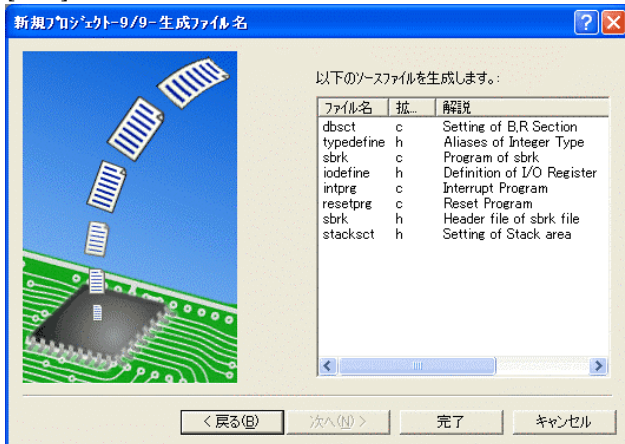 新規ﾌﾟﾛｼﾞｪｸﾄ-9/9-生成ﾌｧｲﾙ名
以下のｿｰｽﾌｧｲﾙを生成します。:
ﾌｧｲﾙ名 拡... 解説
dbsct c Setting of B,R Section
typedefine h Aliases of Integer Type
sbrk c Program of sbrk
iodefine h Definition of I/O Register
intprg c Interrupt Program
resetprg c Reset Program
sbrk h Header file of sbrk file
stacksct h Setting of Stack area
< 戻る(B) 次へ(N) > 完了 キャンセル